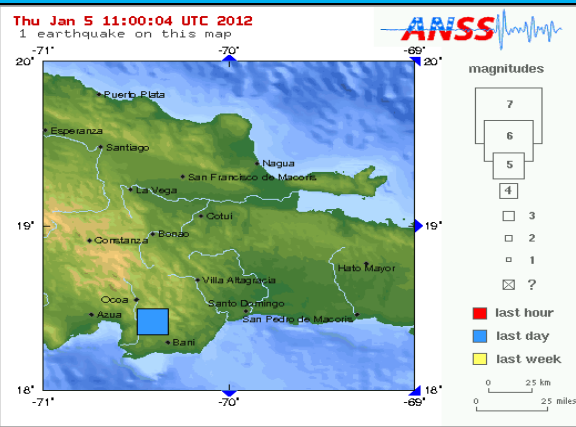 Thu Jan 5 11:00:04 UTC 2012
1 earthquake on this map
ANSS
-71° -70° -69°
20° 20°
magnitudes
7
6
5
4
3
2
1
?
Puerto Plata
Esperanza
Santiago
Nagua
San Francisco de Macoris
La Vega
Cotui
19° 19°
Bonao
Constanza
Hato Mayor
Villa Altagracia
Ocoa
Santo Domingo
Azua
San Pedro de Macoris
Bani
last hour
last day
last week
18° 18°
-71° -70° -69°
0 25 km
0 25 miles